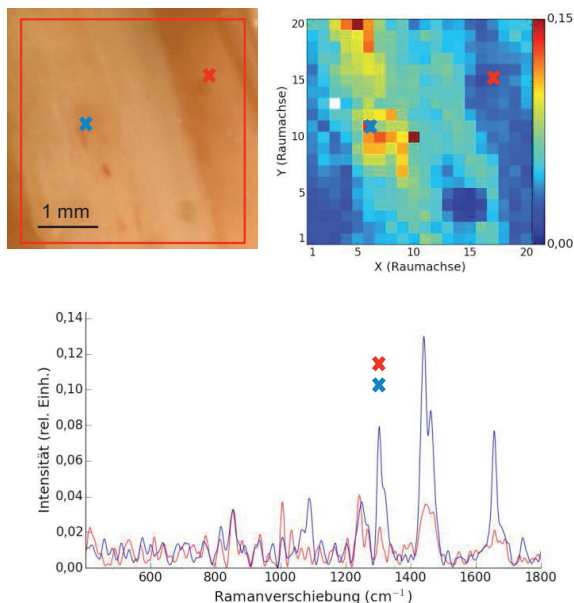 1 mm
20
15
10
5
1
Y (Raumachse)
1 5 10 15 20
X (Raumachse)
0,15
0,00
0,14
0,12
0,10
0,08
0,06
0,04
0,02
0,00
Intensität (rel. Einh.)
600 800 1000 1200 1400 1600 1800
Ramanverschiebung (cm⁻¹)